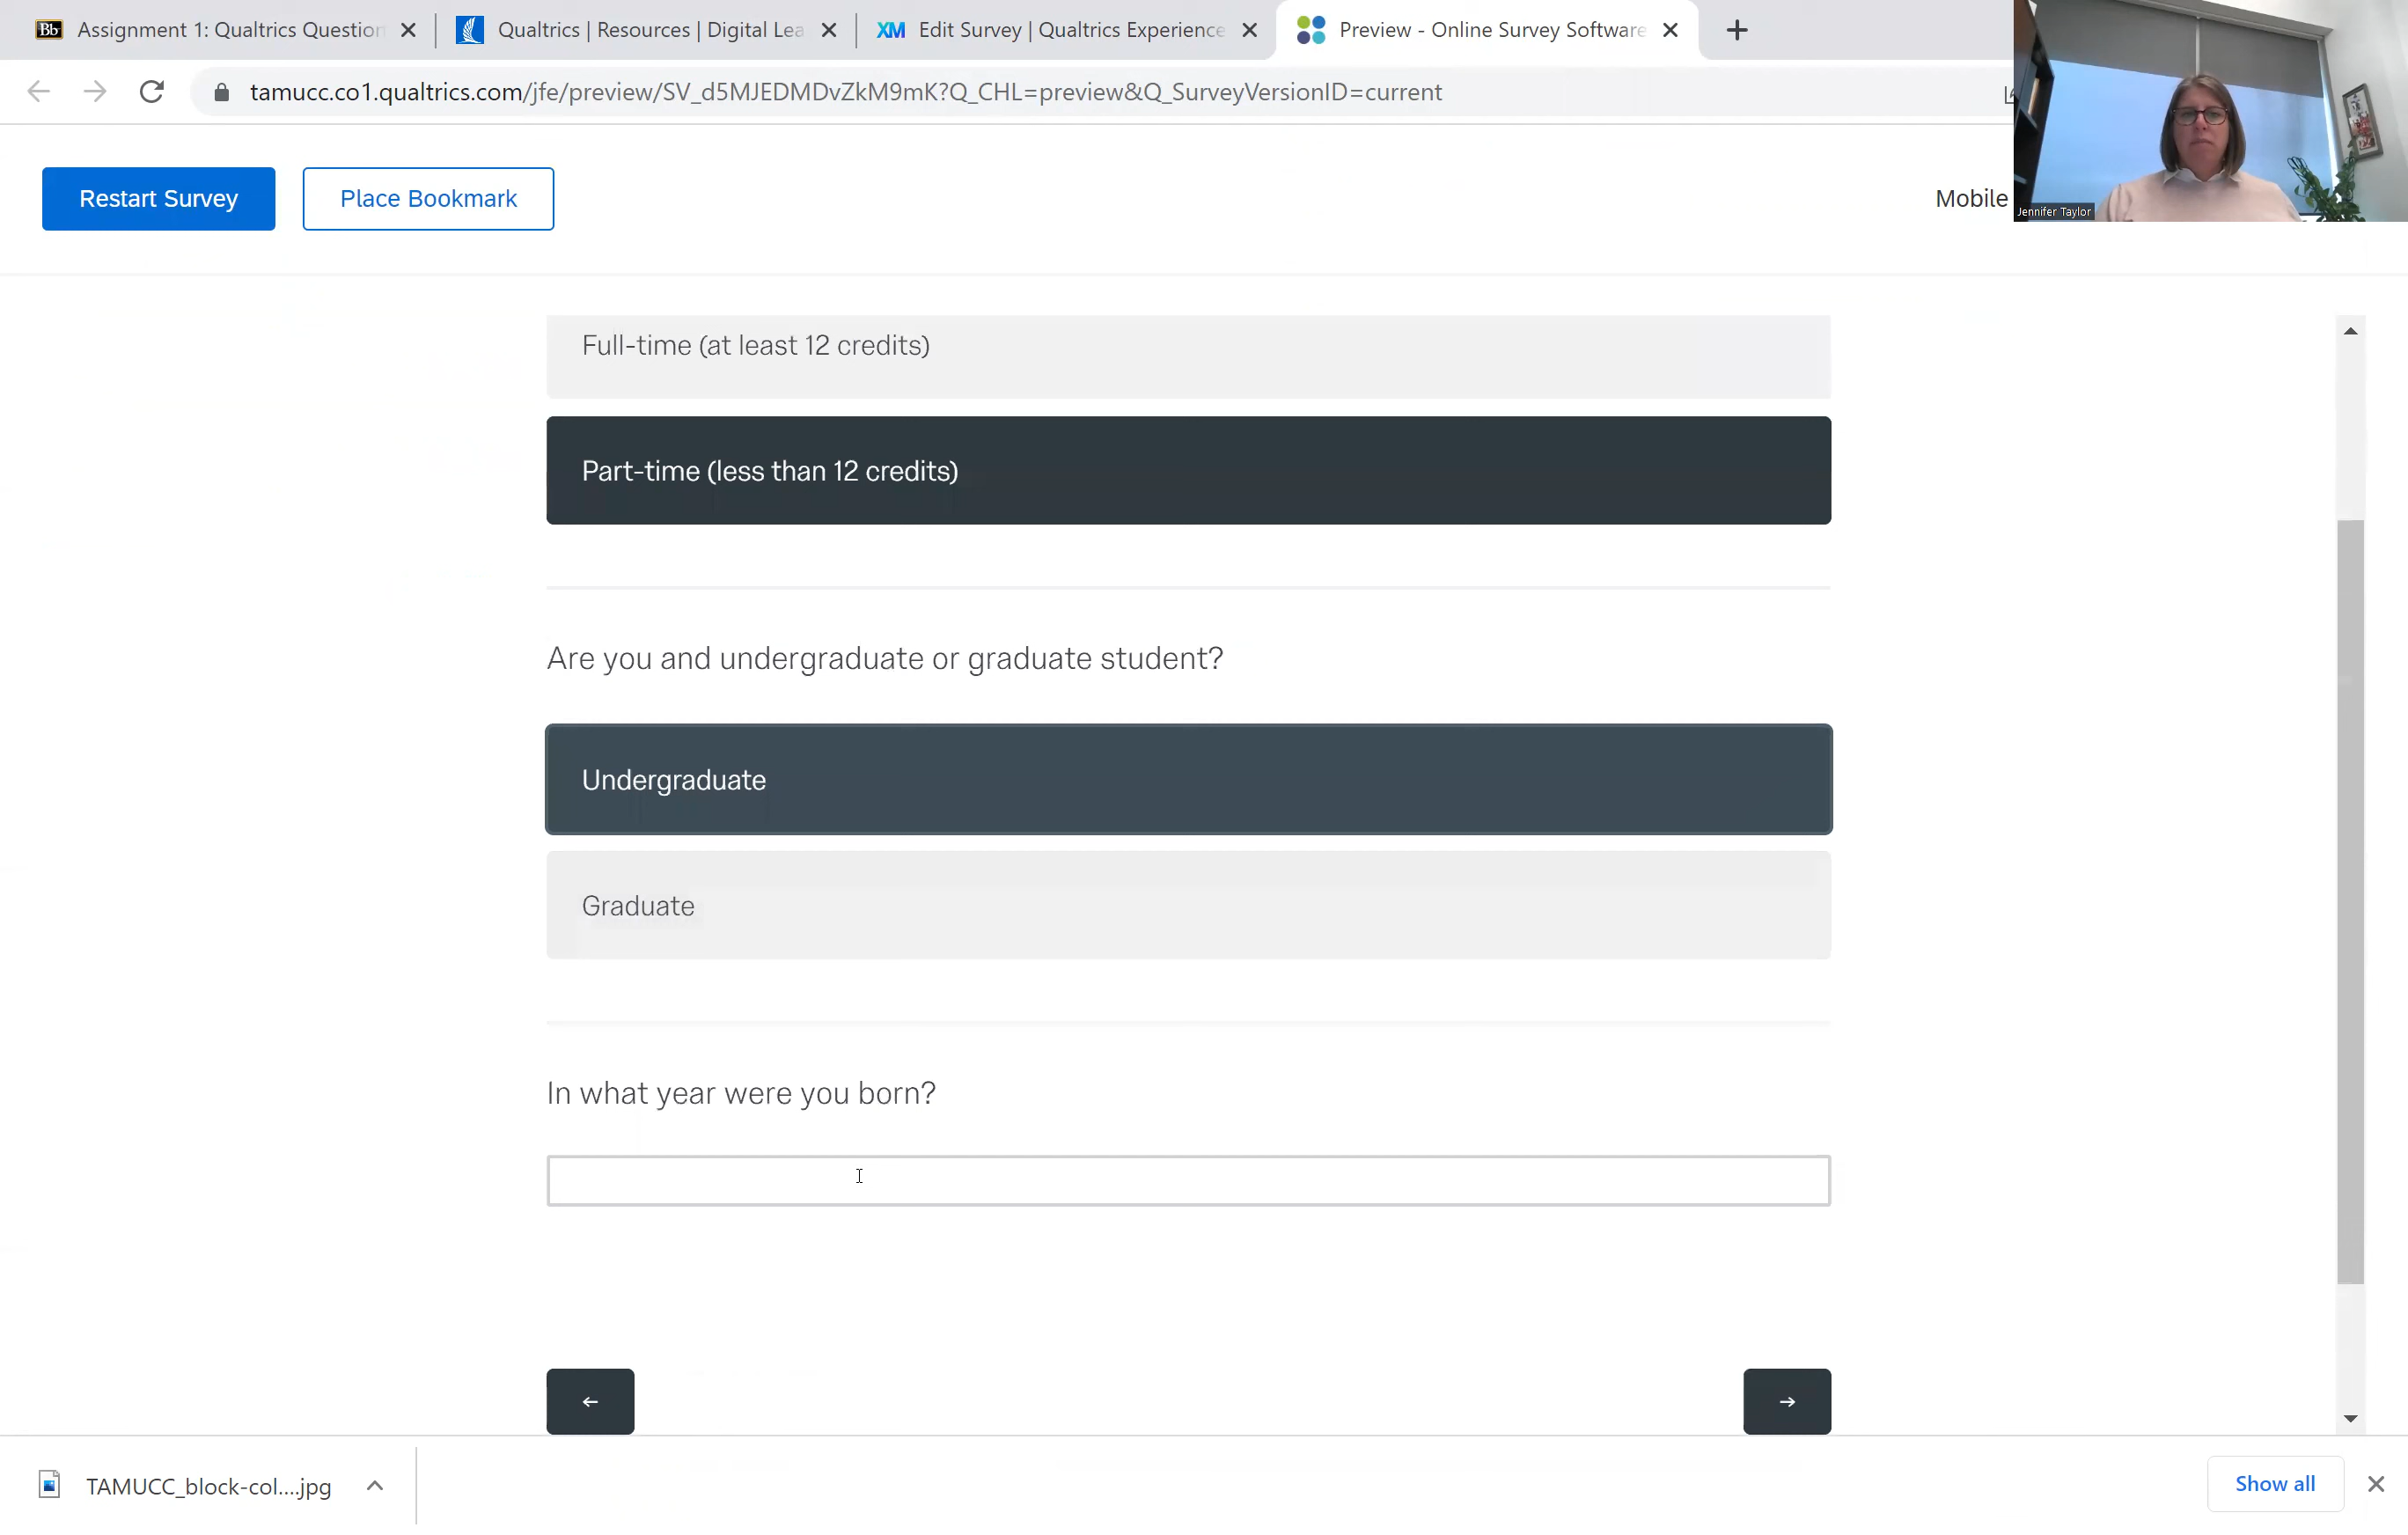 Bb Assignment 1: Qualtrics Question
Qualtrics | Resources | Digital Lea
XM Edit Survey | Qualtrics Experience
Preview - Online Survey Software
tamucc.co1.qualtrics.com/jfe/preview/SV_d5MJEDMDvZkM9mK?Q_CHL=preview&Q_SurveyVersionID=current
Restart Survey
Place Bookmark
Mobile
Jennifer Taylor
Full-time (at least 12 credits)
Part-time (less than 12 credits)
Are you and undergraduate or graduate student?
Undergraduate
Graduate
In what year were you born?
TAMUCC_block-col....jpg
Show all